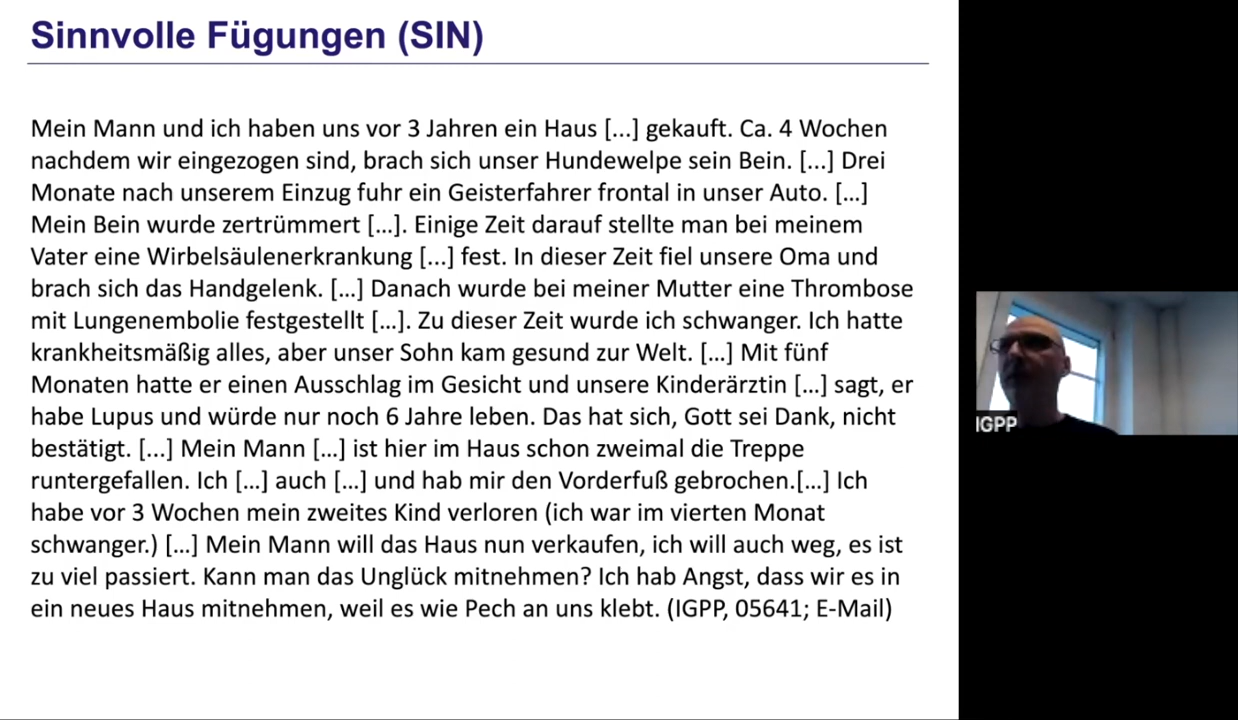 Sinnvolle Fügungen (SIN)
Mein Mann und ich haben uns vor 3 Jahren ein Haus [...] gekauft. Ca. 4 Wochen
nachdem wir eingezogen sind, brach sich unser Hundewelpe sein Bein. [...] Drei
Monate nach unserem Einzug fuhr ein Geisterfahrer frontal in unser Auto. [...]
Mein Bein wurde zertrümmert [...]. Einige Zeit darauf stellte man bei meinem
Vater eine Wirbelsäulenerkrankung [...] fest. In dieser Zeit fiel unsere Oma und
brach sich das Handgelenk. [...] Danach wurde bei meiner Mutter eine Thrombose
mit Lungenembolie festgestellt [...]. Zu dieser Zeit wurde ich schwanger. Ich hatte
krankheitsmäßig alles, aber unser Sohn kam gesund zur Welt. [...] Mit fünf
Monaten hatte er einen Ausschlag im Gesicht und unsere Kinderärztin [...] sagt, er
habe Lupus und würde nur noch 6 Jahre leben. Das hat sich, Gott sei Dank, nicht
bestätigt. [...] Mein Mann [...] ist hier im Haus schon zweimal die Treppe
runtergefallen. Ich [...] auch [...] und hab mir den Vorderfuß gebrochen.[...] Ich
habe vor 3 Wochen mein zweites Kind verloren (ich war im vierten Monat
schwanger.) [...] Mein Mann will das Haus nun verkaufen, ich will auch weg, es ist
zu viel passiert. Kann man das Unglück mitnehmen? Ich hab Angst, dass wir es in
ein neues Haus mitnehmen, weil es wie Pech an uns klebt. (IGPP, 05641; E-Mail)
IGPP